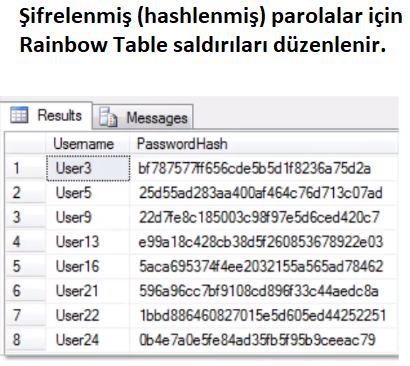 Şifrelenmiş (hashlenmiş) parolalar için
Rainbow Table saldırıları düzenlenir.
Results Messages
Username PasswordHash
1 User3 bf787577ff656cde5b5d1f8236a75d2a
2 User5 25d55ad283aa400af464c76d713c07ad
3 User9 22d7fe8c185003c98f97e5d6ced420c7
4 User13 e99a18c428cb38d5f260853678922e03
5 User16 5aca695374f4ee2032155a565ad78462
6 User21 596a96cc7bf9108cd896f33c44aedc8a
7 User22 1bbd886460827015e5d605ed44252251
8 User24 0b4e7a0e5fe84ad35fb5f95b9ceeac79